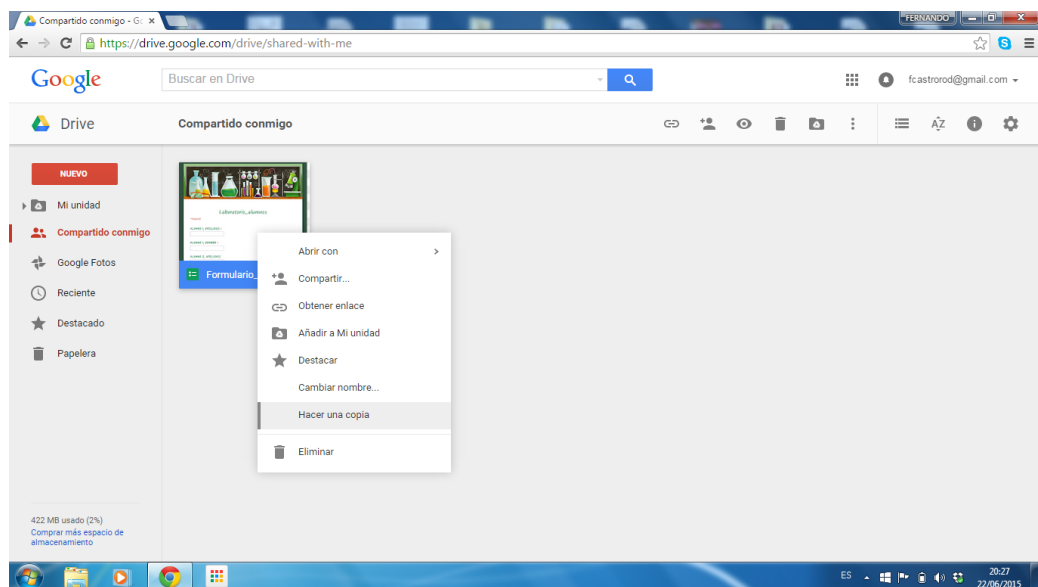 Compartido conmigo - Go
FERNANDO
https://drive.google.com/drive/shared-with-me
Google
Buscar en Drive
fcastrorod@gmail.com
Drive
Compartido conmigo
AZ
NUEVO
Mi unidad
Compartido conmigo
Google Fotos
Reciente
Destacado
Papelera
Laboratorio_alumnos
Formulario_
Abrir con
Compartir...
Obtener enlace
Añadir a Mi unidad
Destacar
Cambiar nombre...
Hacer una copia
Eliminar
422 MB usado (2%)
Comprar más espacio de
almacenamiento
ES
20:27
22/06/2015